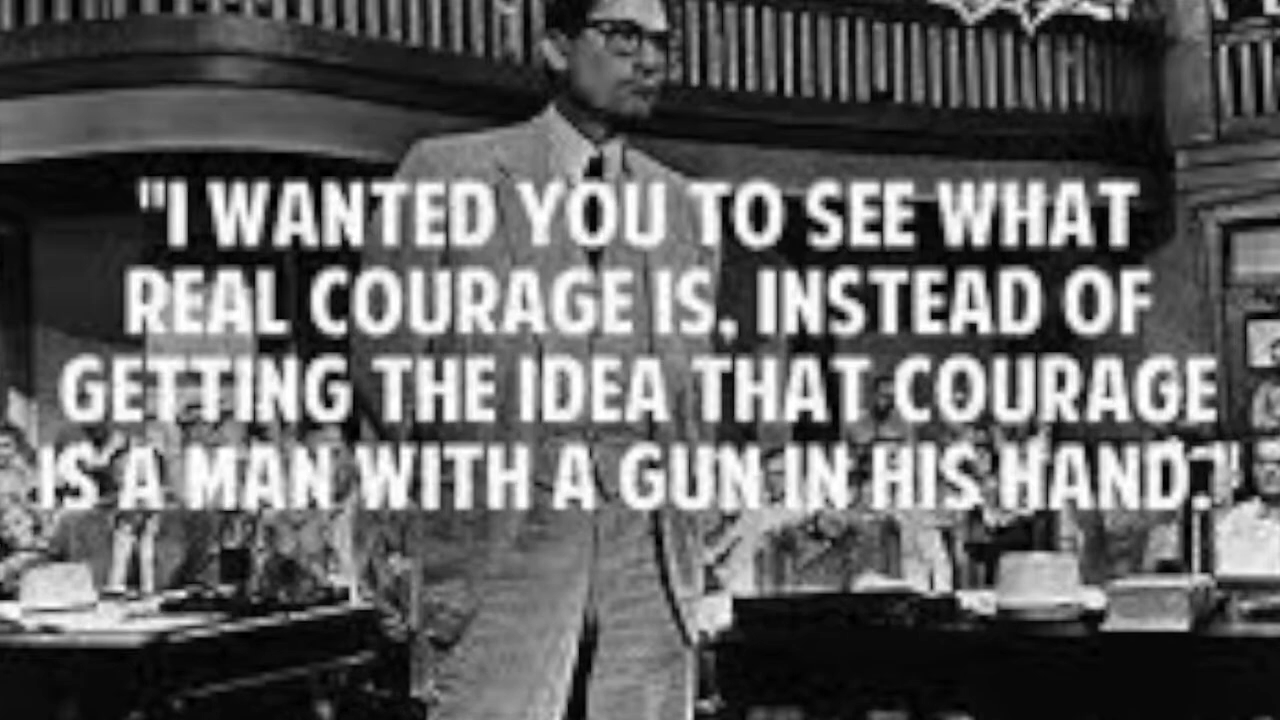 "I WANTED YOU TO SEE WHAT
REAL COURAGE IS, INSTEAD OF
GETTING THE IDEA THAT COURAGE
IS A MAN WITH A GUN IN HIS HAND."